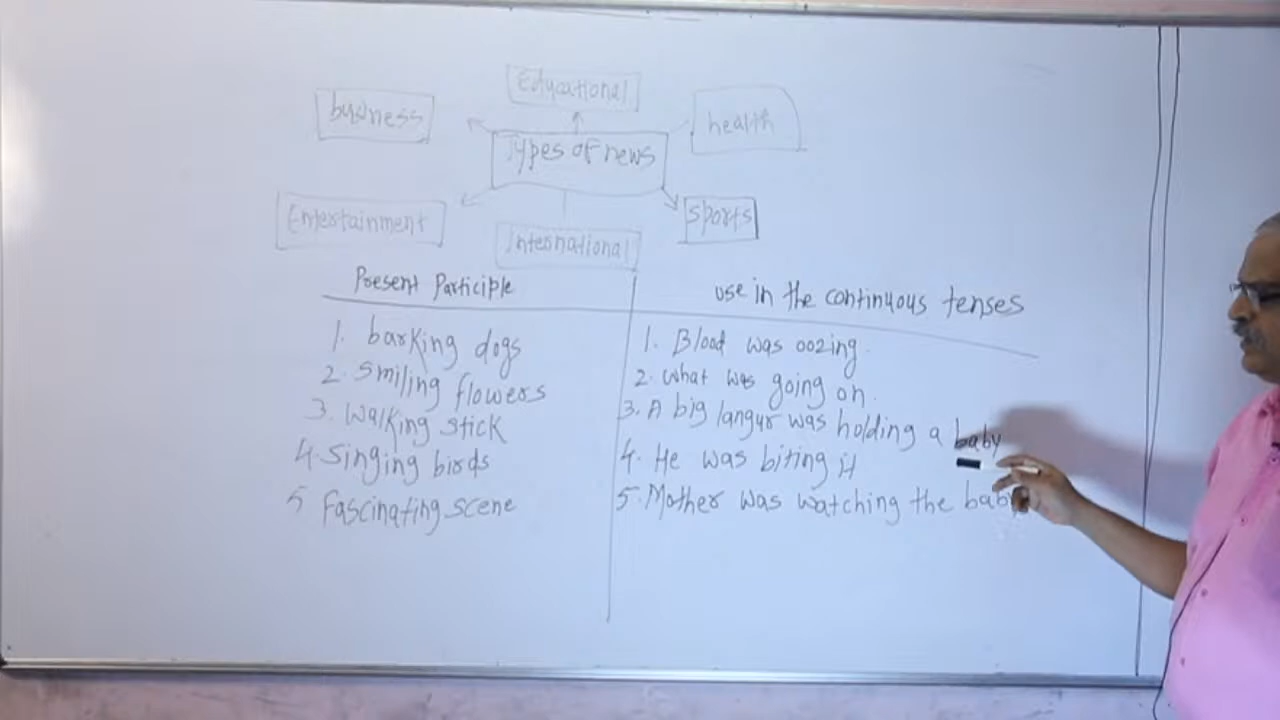 Educational
business
health
Types of news
Entertainment
sports
International
Present Participle
use in the continuous tenses
1. barking dogs
2. smiling flowers
3. walking stick
4. singing birds
5 Fascinating scene
1. Blood was oozing.
2. what was going on.
3. A big langur was holding a baby
4. He was biting it
5. Mother was watching the baby